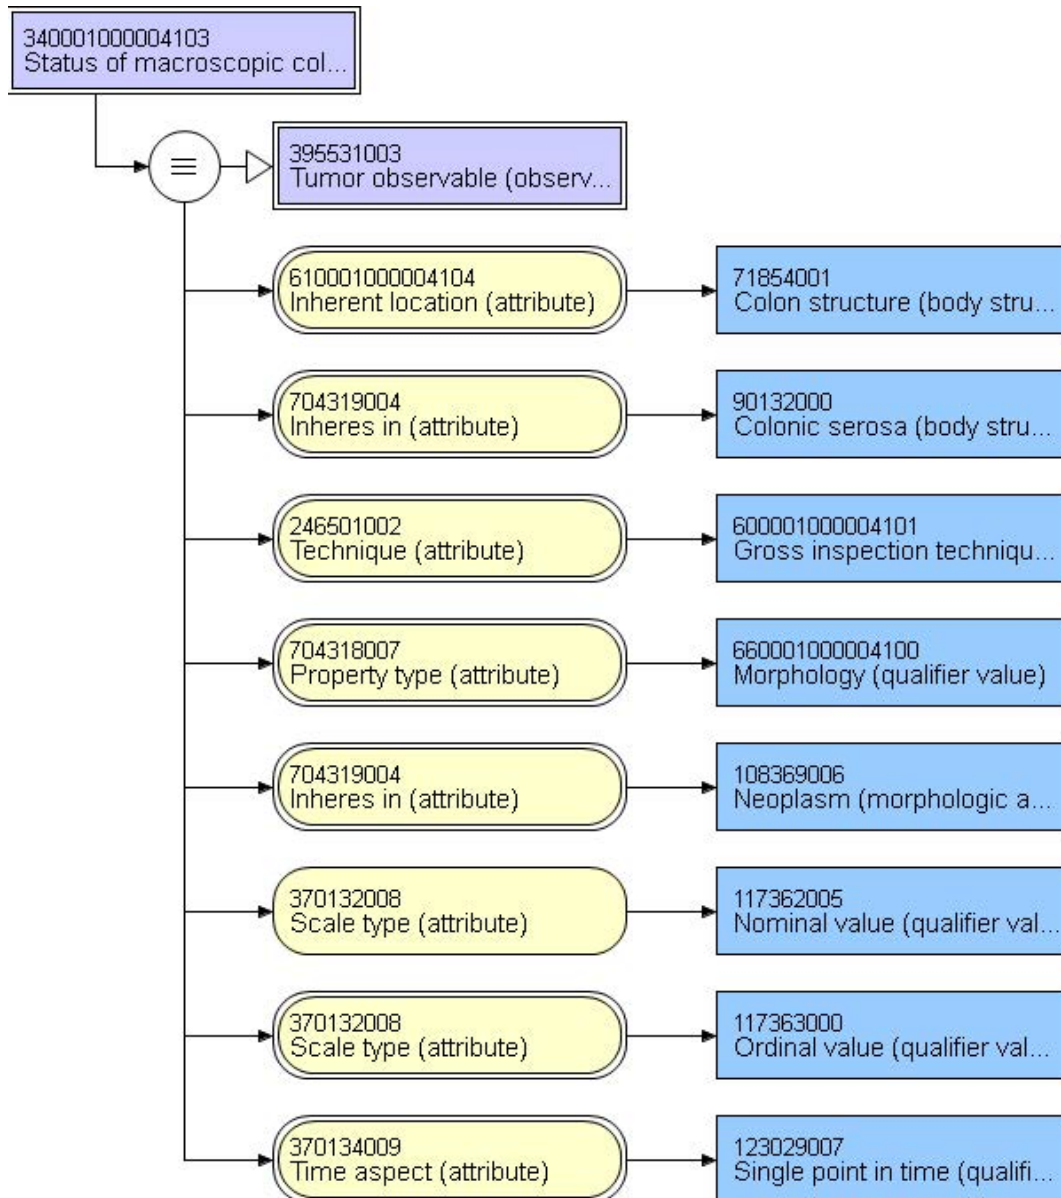 340001000004103
Status of macroscopic col...
395531003
Tumor observable (observ...
610001000004104
Inherent location (attribute)
71854001
Colon structure (body stru...
704319004
Inheres in (attribute)
90132000
Colonic serosa (body stru...
246501002
Technique (attribute)
600001000004101
Gross inspection techniqu...
704318007
Property type (attribute)
660001000004100
Morphology (qualifier value)
704319004
Inheres in (attribute)
108369006
Neoplasm (morphologic a...
370132008
Scale type (attribute)
117362005
Nominal value (qualifier val...
370132008
Scale type (attribute)
117363000
Ordinal value (qualifier val...
370134009
Time aspect (attribute)
123029007
Single point in time (qualifi...